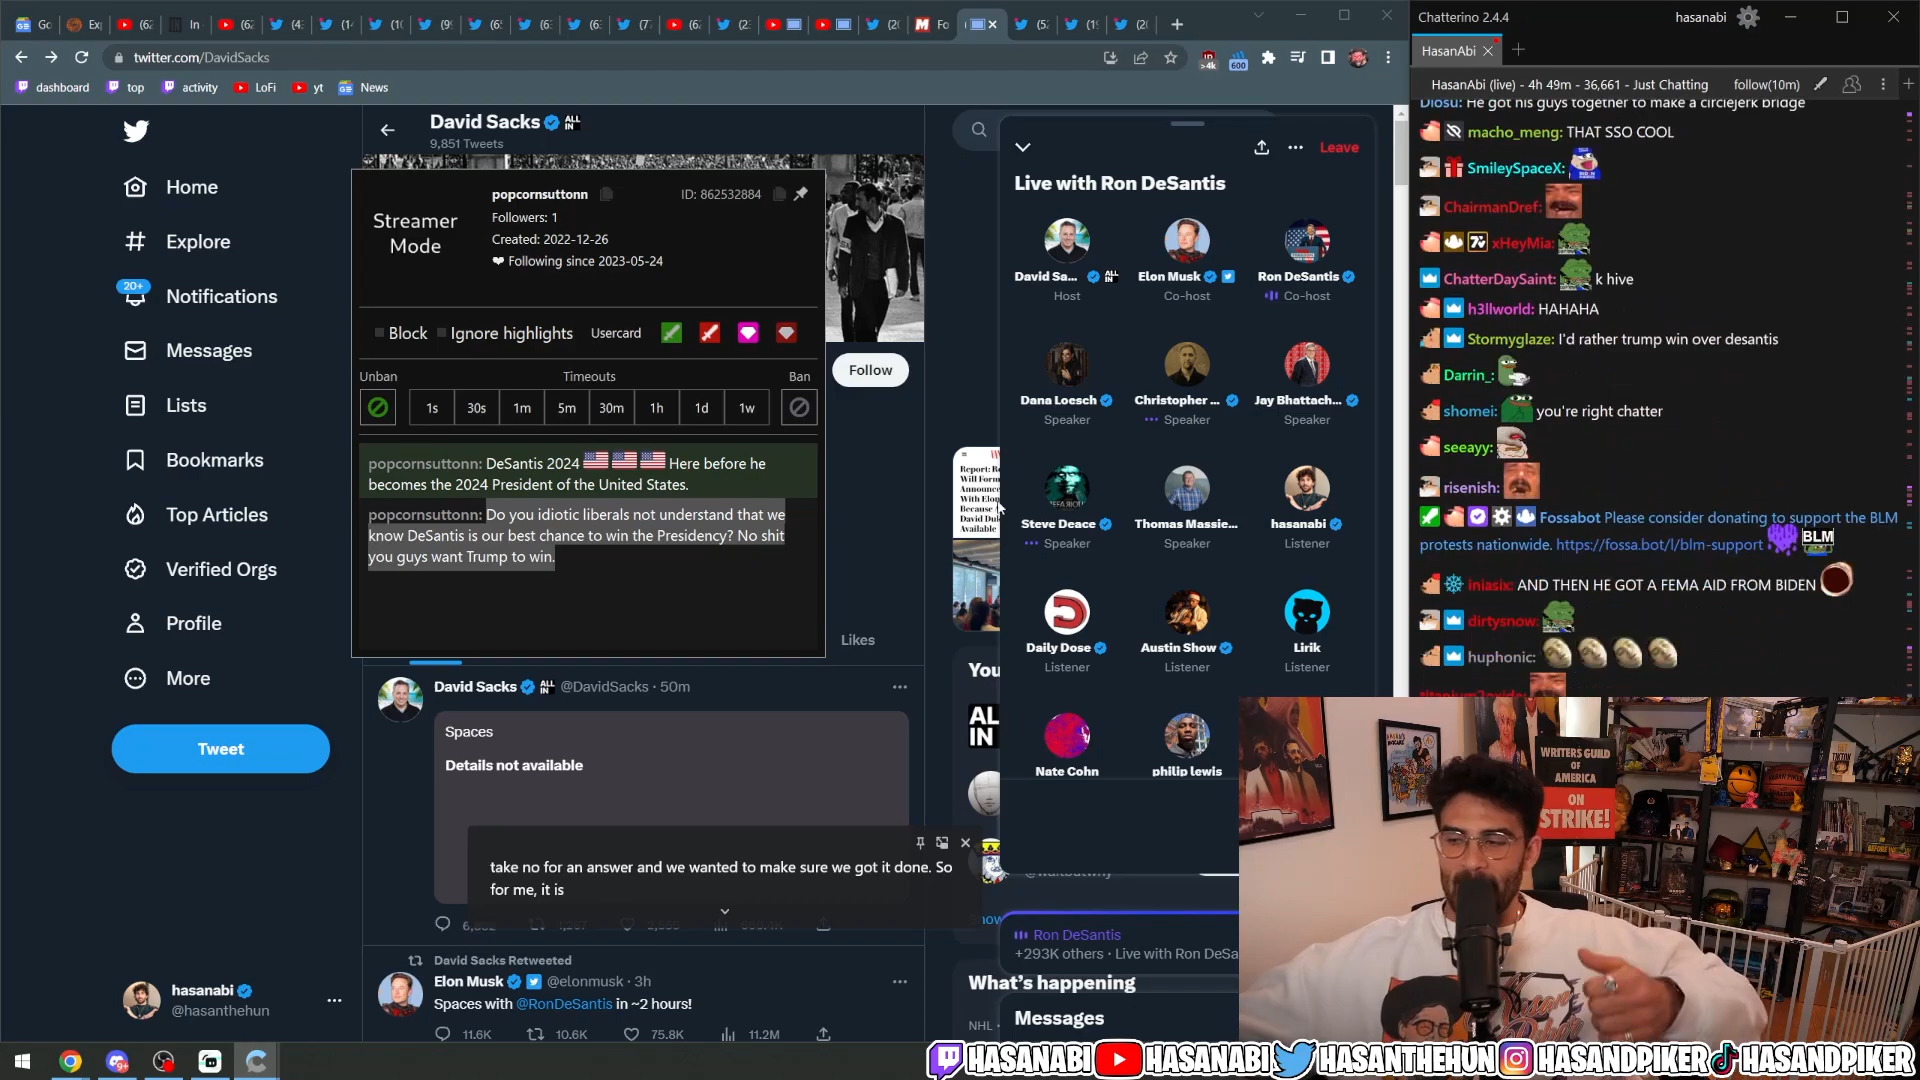 Chatterino 2.4.4
hasanabi
HasanAbi
twitter.com/DavidSacks
dashboard
top
activity
LoFi
yt
News
HasanAbi (live) - 4h 49m - 36,661 - Just Chatting
follow(10m)
David Sacks
9,851 Tweets
Home
Explore
20+
Notifications
Messages
Lists
Bookmarks
Top Articles
Verified Orgs
Profile
More
Tweet
hasanabi
@hasanthehun
Streamer
Mode
popcornsuttonn
ID: 862532884
Followers: 1
Created: 2022-12-26
❤ Following since 2023-05-24
Block
Ignore highlights
Usercard
Unban
Timeouts
Ban
1s
30s
1m
5m
30m
1h
1d
1w
popcornsuttonn: DeSantis 2024 Here before he
becomes the 2024 President of the United States.
popcornsuttonn: Do you idiotic liberals not understand that we
know DeSantis is our best chance to win the Presidency? No shit
you guys want Trump to win.
Follow
Likes
David Sacks @DavidSacks · 50m
Spaces
Details not available
take no for an answer and we wanted to make sure we got it done. So
for me, it is
David Sacks Retweeted
Elon Musk @elonmusk · 3h
Spaces with @RonDeSantis in ~2 hours!
11.6K
10.6K
75.8K
11.2M
Leave
Live with Ron DeSantis
David Sa...
Host
Elon Musk
Co-host
Ron DeSantis
Co-host
Dana Loesch
Speaker
Christopher ...
Speaker
Jay Bhattach...
Speaker
Steve Deace
Speaker
Thomas Massie...
Speaker
hasanabi
Listener
Daily Dose
Listener
Austin Show
Listener
Lirik
Listener
Nate Cohn
philip lewis
Ron DeSantis
+293K others · Live with Ron DeSa
What's happening
NHL ·
Messages
Diosu: He got his guys together to make a circlejerk bridge
macho_meng: THAT SSO COOL
SmileySpaceX:
ChairmanDref:
xHeyMia:
ChatterDaySaint: k hive
h3llworld: HAHAHA
Stormyglaze: I'd rather trump win over desantis
Darrin_:
shomei: you're right chatter
seeayy:
risenish:
Fossabot Please consider donating to support the BLM
protests nationwide. https://fossa.bot/l/blm-support
BLM
iniasix: AND THEN HE GOT A FEMA AID FROM BIDEN
dirtysnow:
huphonic:
WRITERS GUILD
OF
AMERICA
ON
STRIKE!
HASANABI
HASANABI
HASANTHEHUN
HASANDPIKER
HASANDPIKER